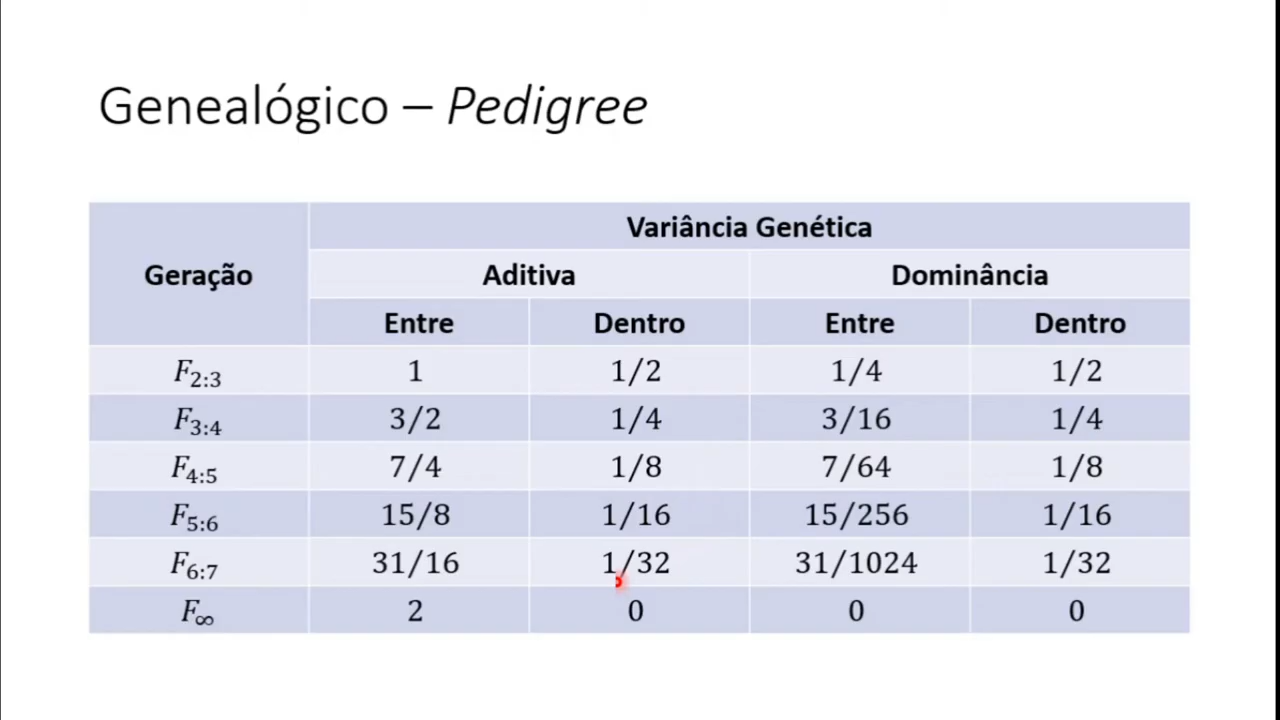 Genealógico – Pedigree
Variância Genética
Geração
Aditiva
Dominância
Entre
Dentro
Entre
Dentro
F2:3 1 1/2 1/4 1/2
F3:4 3/2 1/4 3/16 1/4
F4:5 7/4 1/8 7/64 1/8
F5:6 15/8 1/16 15/256 1/16
F6:7 31/16 1/32 31/1024 1/32
F∞ 2 0 0 0